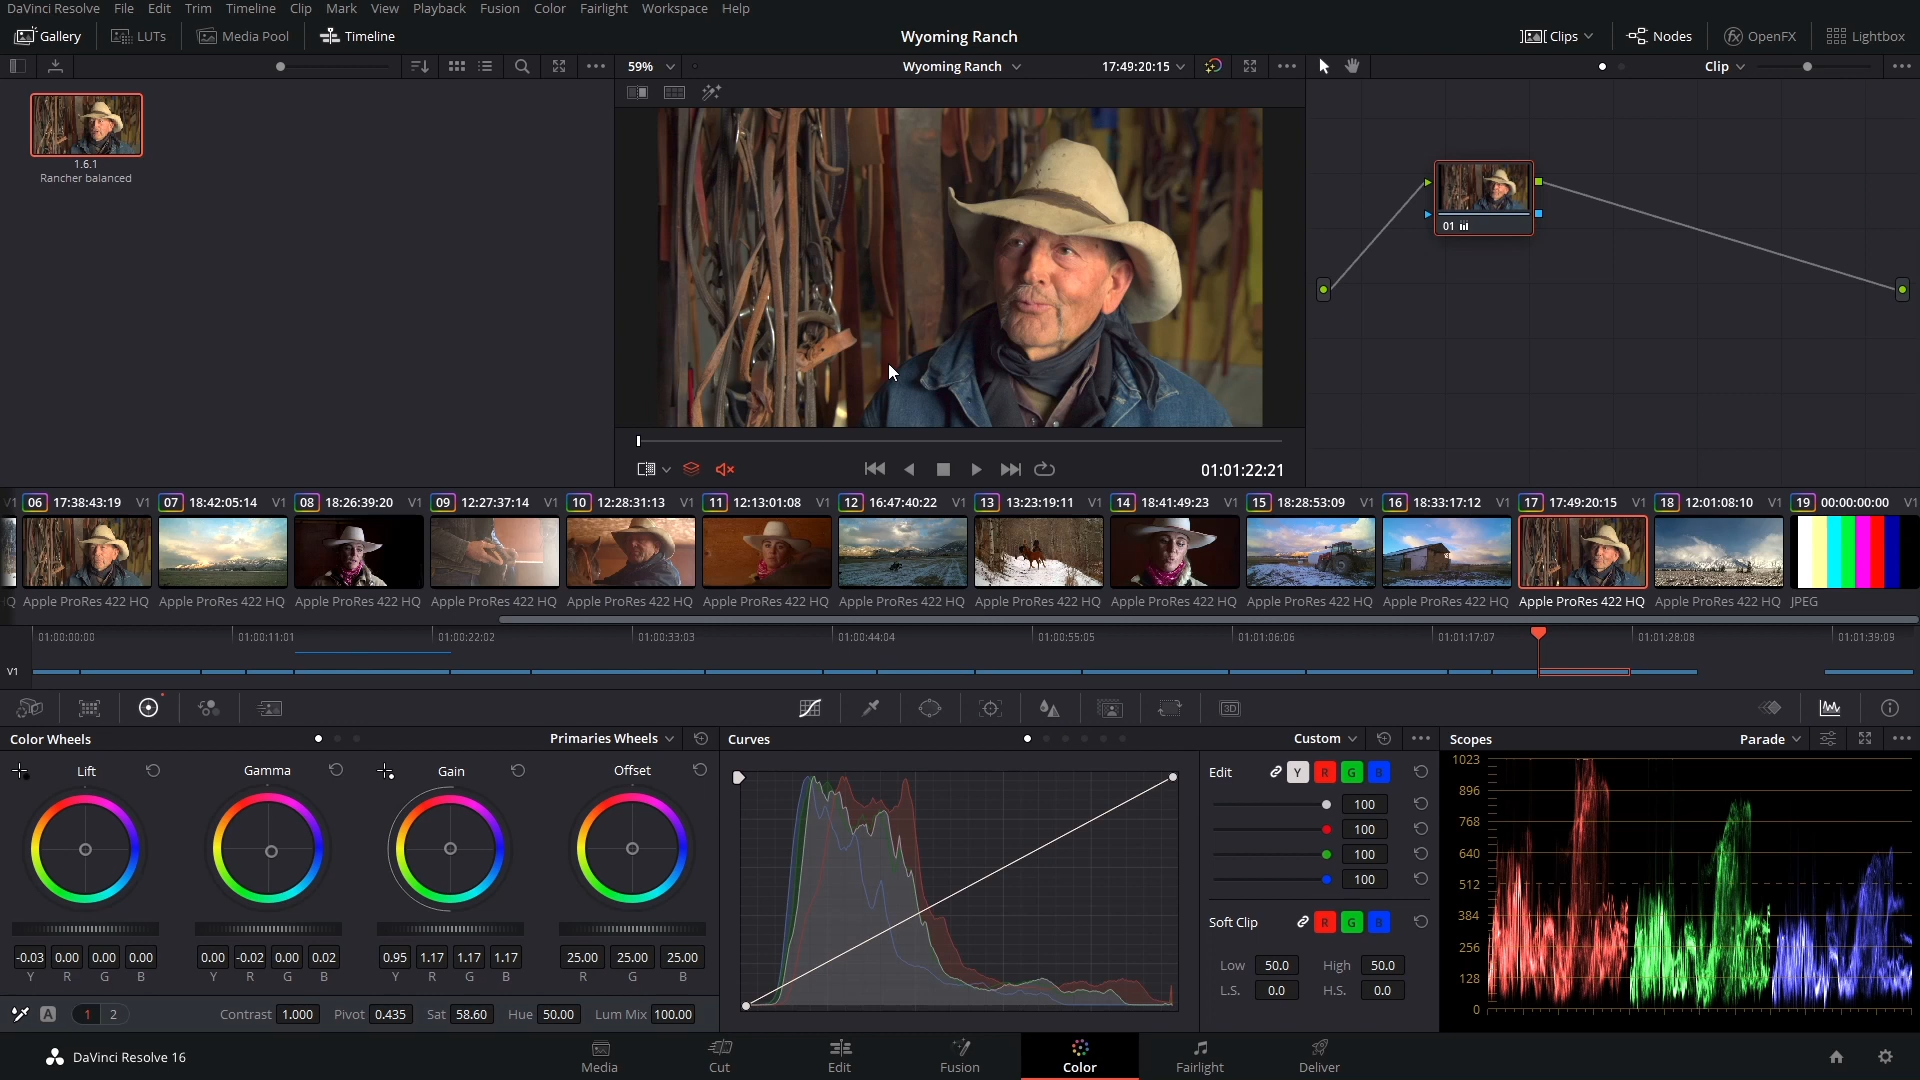 DaVinci Resolve File Edit Trim Timeline Clip Mark View Playback Fusion Color Fairlight Workspace Help
Gallery LUTs Media Pool Timeline Wyoming Ranch Clips Nodes OpenFX Lightbox
59% Wyoming Ranch 17:49:20:15 Clip
1.6.1
Rancher balanced
01
01:01:22:21
V1 06 17:38:43:19 V1 07 18:42:05:14 V1 08 18:26:39:20 V1 09 12:27:37:14 V1 10 12:28:31:13 V1 11 12:13:01:08 V1 12 16:47:40:22 V1 13 13:23:19:11 V1 14 18:41:49:23 V1 15 18:28:53:09 V1 16 18:33:17:12 V1 17 17:49:20:15 V1 18 12:01:08:10 V1 19 00:00:00:00 V1
Q Apple ProRes 422 HQ Apple ProRes 422 HQ Apple ProRes 422 HQ Apple ProRes 422 HQ Apple ProRes 422 HQ Apple ProRes 422 HQ Apple ProRes 422 HQ Apple ProRes 422 HQ Apple ProRes 422 HQ Apple ProRes 422 HQ Apple ProRes 422 HQ Apple ProRes 422 HQ Apple ProRes 422 HQ JPEG
01:00:00:00 01:00:11:01 01:00:22:02 01:00:33:03 01:00:44:04 01:00:55:05 01:01:06:06 01:01:17:07 01:01:28:08 01:01:39:09
V1
3D
Color Wheels Primaries Wheels Curves Custom Scopes Parade
Lift Gamma Gain Offset
-0.03 0.00 0.00 0.00 0.00 -0.02 0.00 0.02 0.95 1.17 1.17 1.17 25.00 25.00 25.00
Y R G B Y R G B Y R G B R G B
A 1 2 Contrast 1.000 Pivot 0.435 Sat 58.60 Hue 50.00 Lum Mix 100.00
Edit Y R G B
100
100
100
100
Soft Clip R G B
Low 50.0 High 50.0
L.S. 0.0 H.S. 0.0
1023
896
768
640
512
384
256
128
0
DaVinci Resolve 16 Media Cut Edit Fusion Color Fairlight Deliver